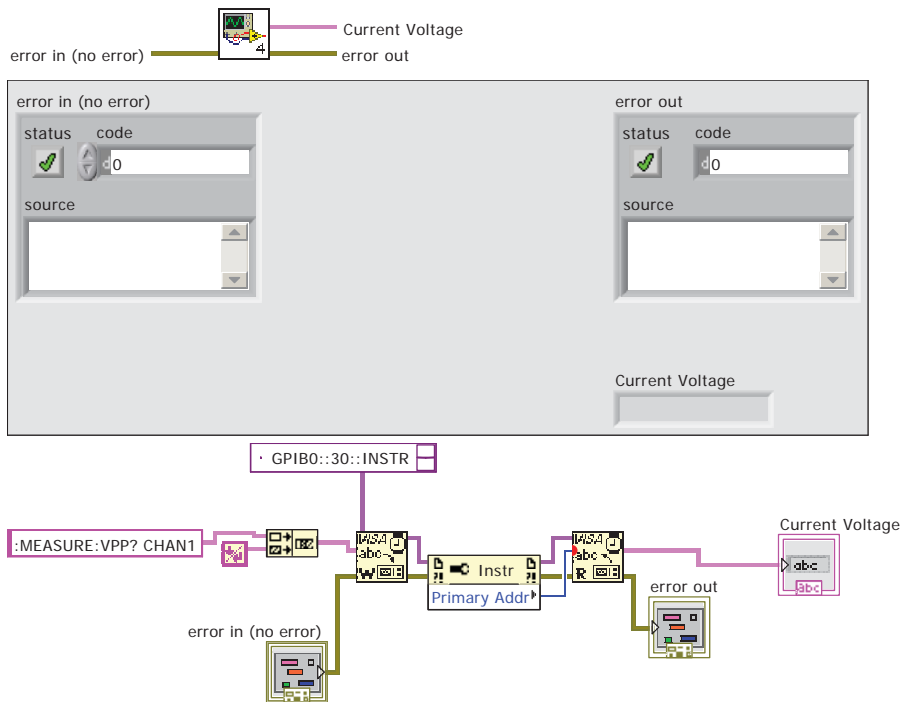 Current Voltage
error in (no error)
4
error out
error in (no error)
error out
status code
status code
d 0
d 0
source
source
Current Voltage
GPIB0::30::INSTR
:MEASURE:VPP? CHAN1
VISA
abc
W
Instr
Primary Addr
VISA
abc
R
Current Voltage
abc
abc
error out
error in (no error)